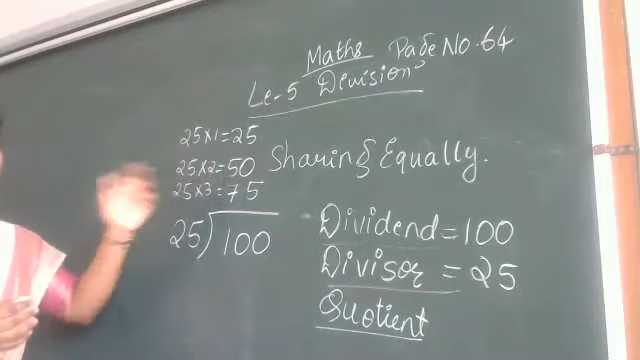 Maths Page No. 64
Le-5 Division
25×1=25
25×2=50
25×3=75
Sharing Equally.
25)100
Dividend=100
Divisor = 25
Quotient